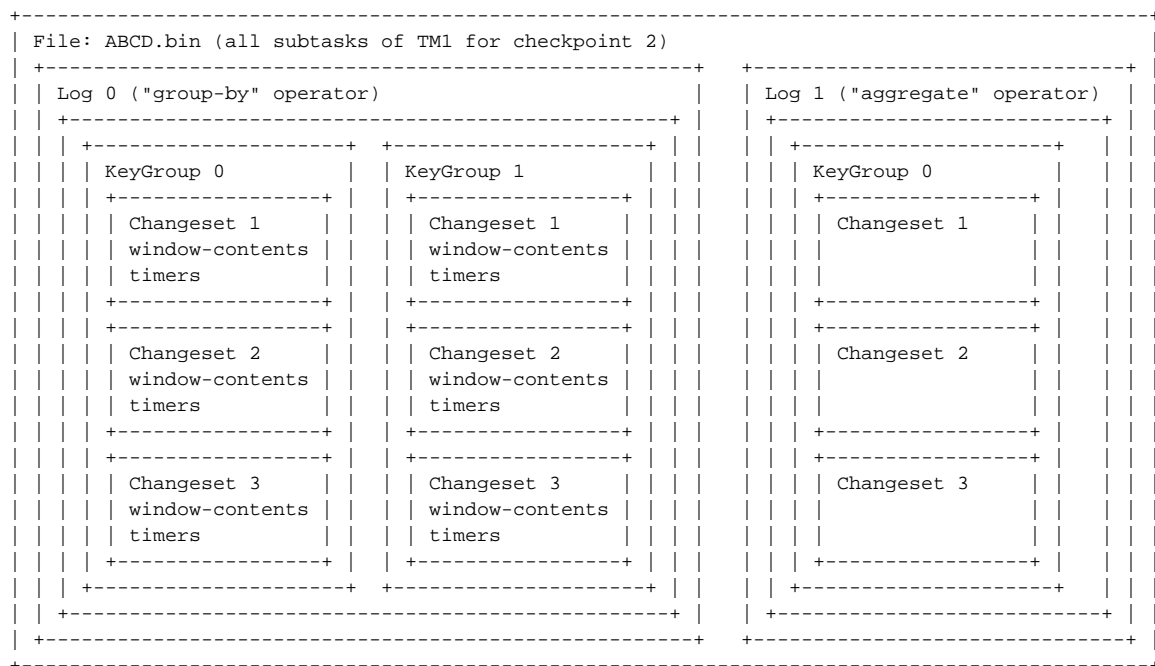 File: ABCD.bin (all subtasks of TM1 for checkpoint 2)
Log 0 ("group-by" operator)
KeyGroup 0
Changeset 1
window-contents
timers
Changeset 2
window-contents
timers
Changeset 3
window-contents
timers
KeyGroup 1
Changeset 1
window-contents
timers
Changeset 2
window-contents
timers
Changeset 3
window-contents
timers
Log 1 ("aggregate" operator)
KeyGroup 0
Changeset 1
Changeset 2
Changeset 3